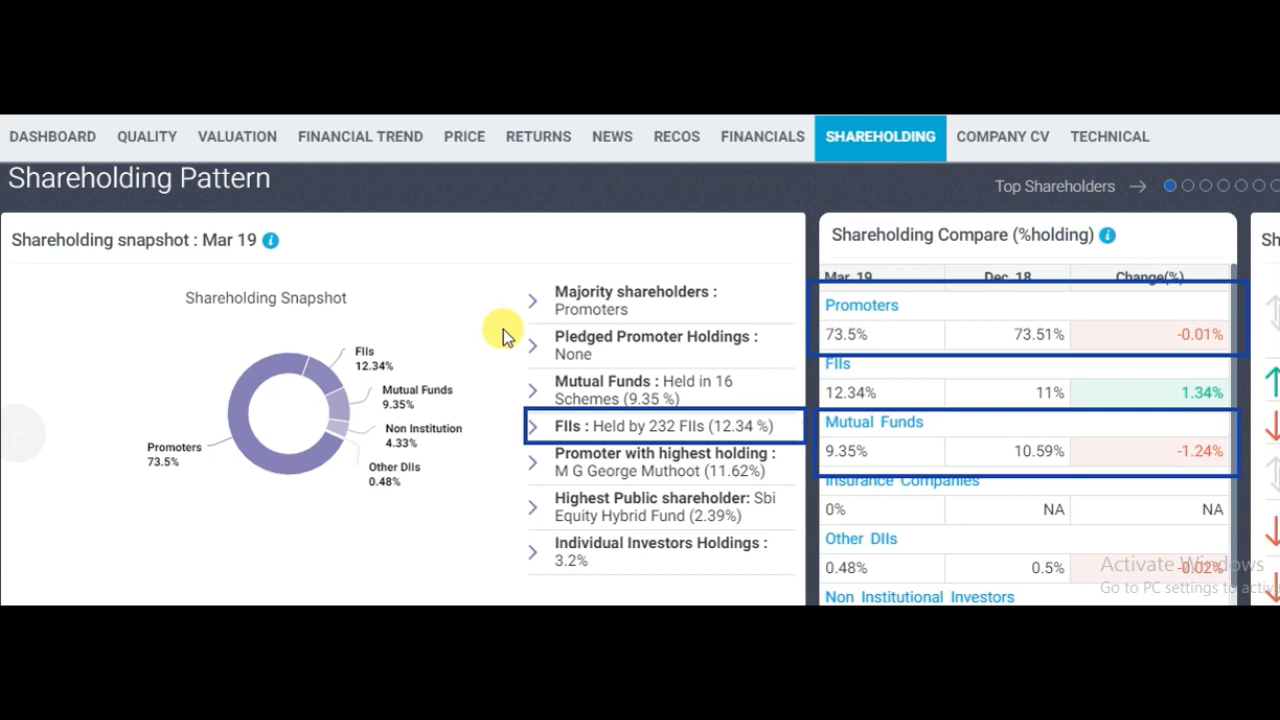 DASHBOARD QUALITY VALUATION FINANCIAL TREND PRICE RETURNS NEWS RECOS FINANCIALS SHAREHOLDING COMPANY CV TECHNICAL
Shareholding Pattern
Top Shareholders
Shareholding snapshot : Mar 19
Shareholding Snapshot
FIIs
12.34%
Mutual Funds
9.35%
Non Institution
4.33%
Other DIIs
0.48%
Promoters
73.5%
Majority shareholders :
Promoters
Pledged Promoter Holdings :
None
Mutual Funds : Held in 16
Schemes (9.35 %)
FIIs : Held by 232 FIIs (12.34 %)
Promoter with highest holding :
M G George Muthoot (11.62%)
Highest Public shareholder: Sbi
Equity Hybrid Fund (2.39%)
Individual Investors Holdings :
3.2%
Shareholding Compare (%holding)
Mar 19 Dec 18 Change(%)
Promoters
73.5% 73.51% -0.01%
FIIs
12.34% 11% 1.34%
Mutual Funds
9.35% 10.59% -1.24%
Insurance Companies
0% NA NA
Other DIIs
0.48% 0.5% -0.02%
Non Institutional Investors
Sh
Activate Windows
Go to PC settings to activa